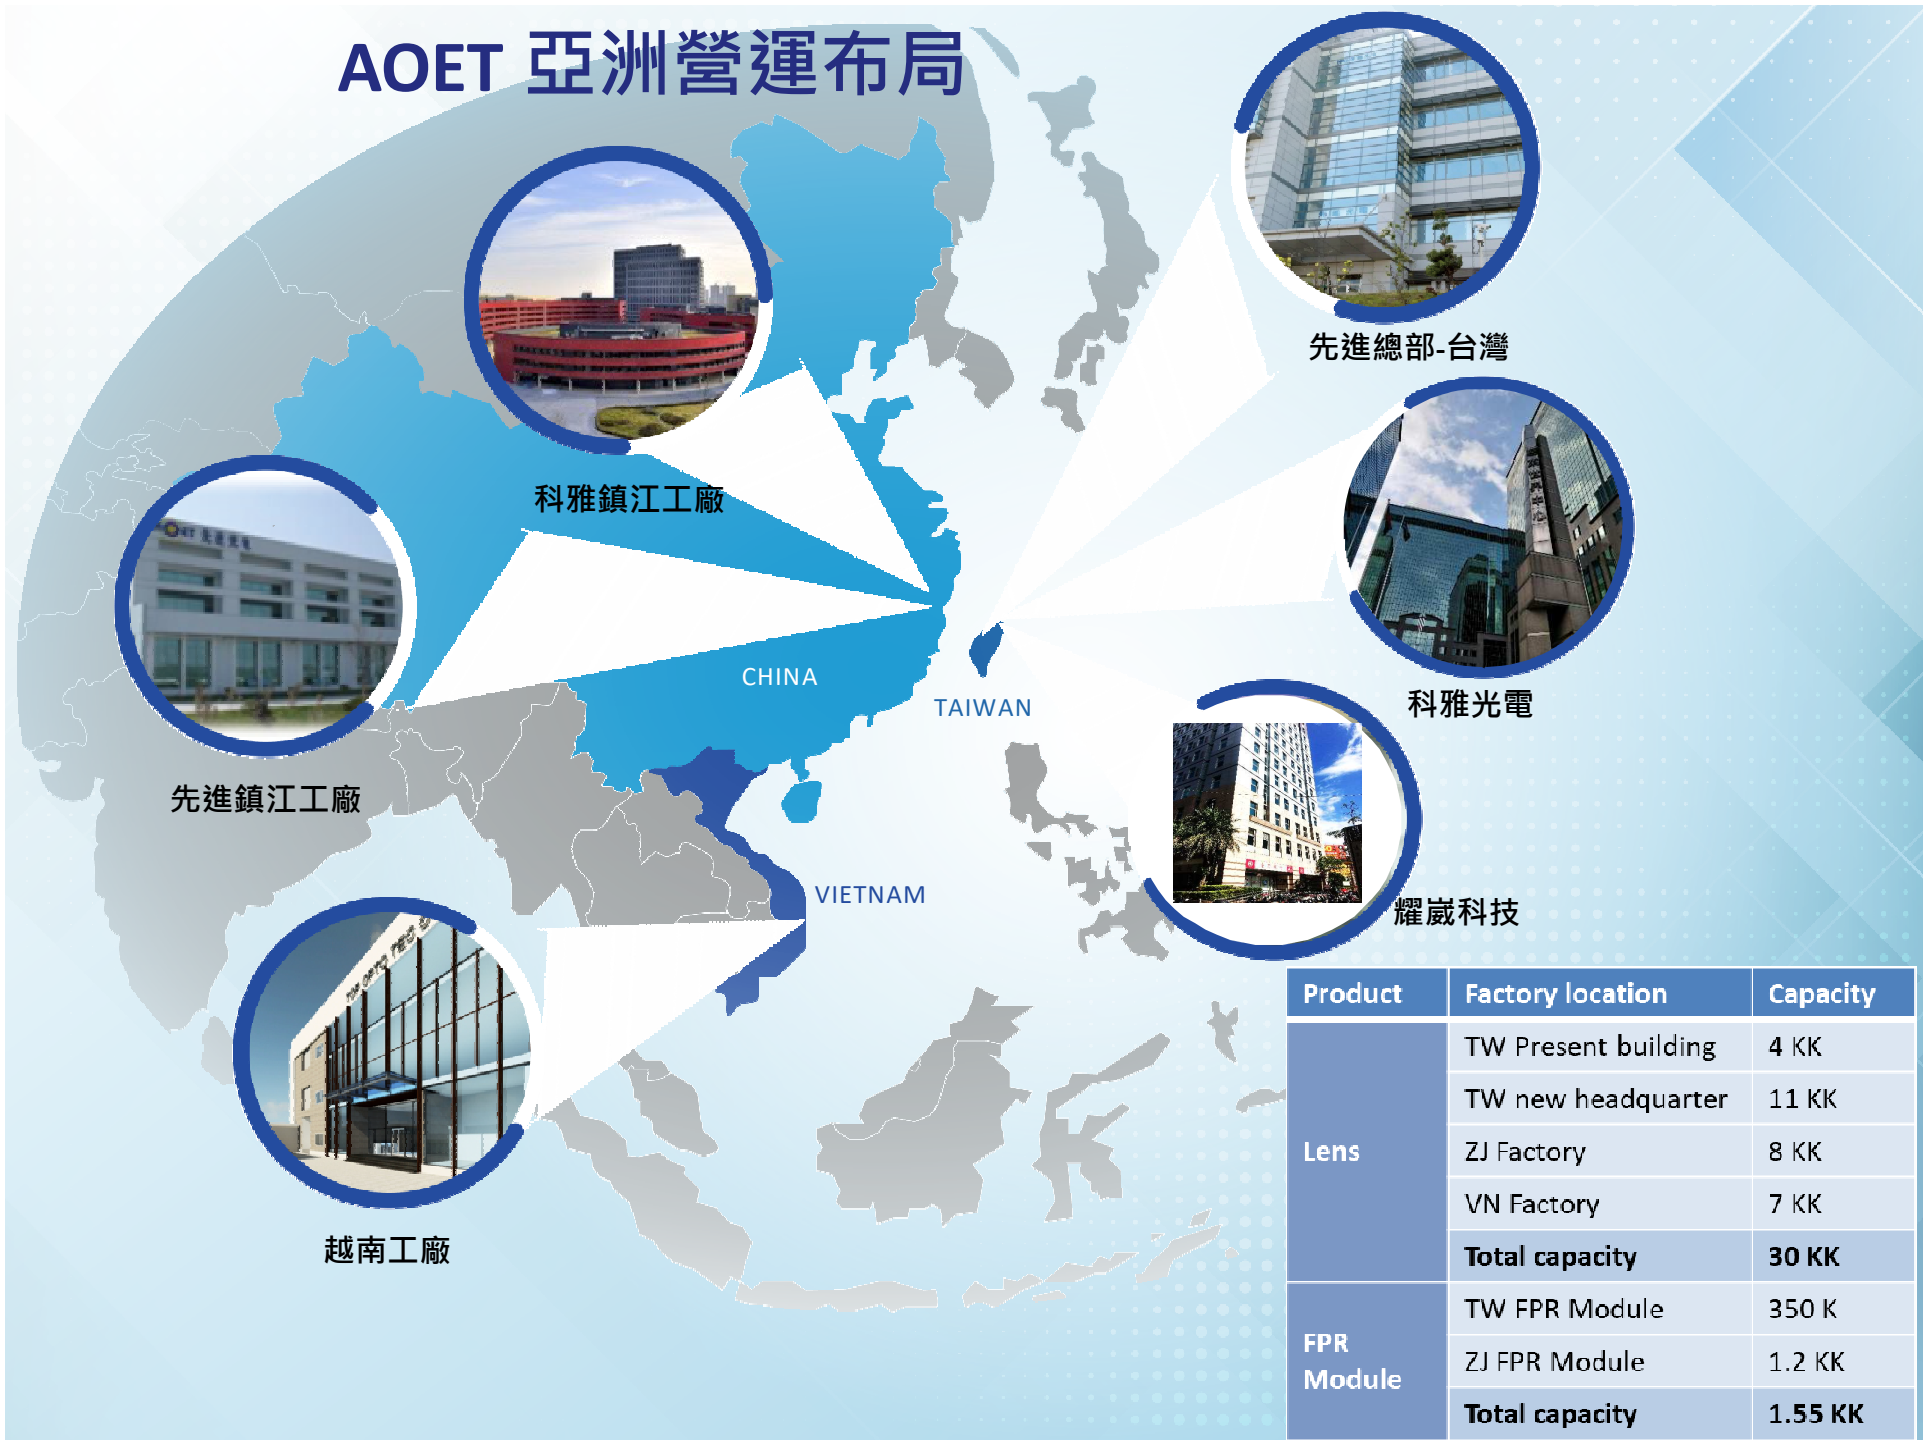 AOET 亞洲營運布局
先進總部-台灣
科雅鎮江工廠
科雅光電
先進鎮江工廠
CHINA
TAIWAN
VIETNAM
耀崴科技
越南工廠
Product Factory location Capacity
Lens
TW Present building 4 KK
TW new headquarter 11 KK
ZJ Factory 8 KK
VN Factory 7 KK
Total capacity 30 KK
FPR Module
TW FPR Module 350 K
ZJ FPR Module 1.2 KK
Total capacity 1.55 KK